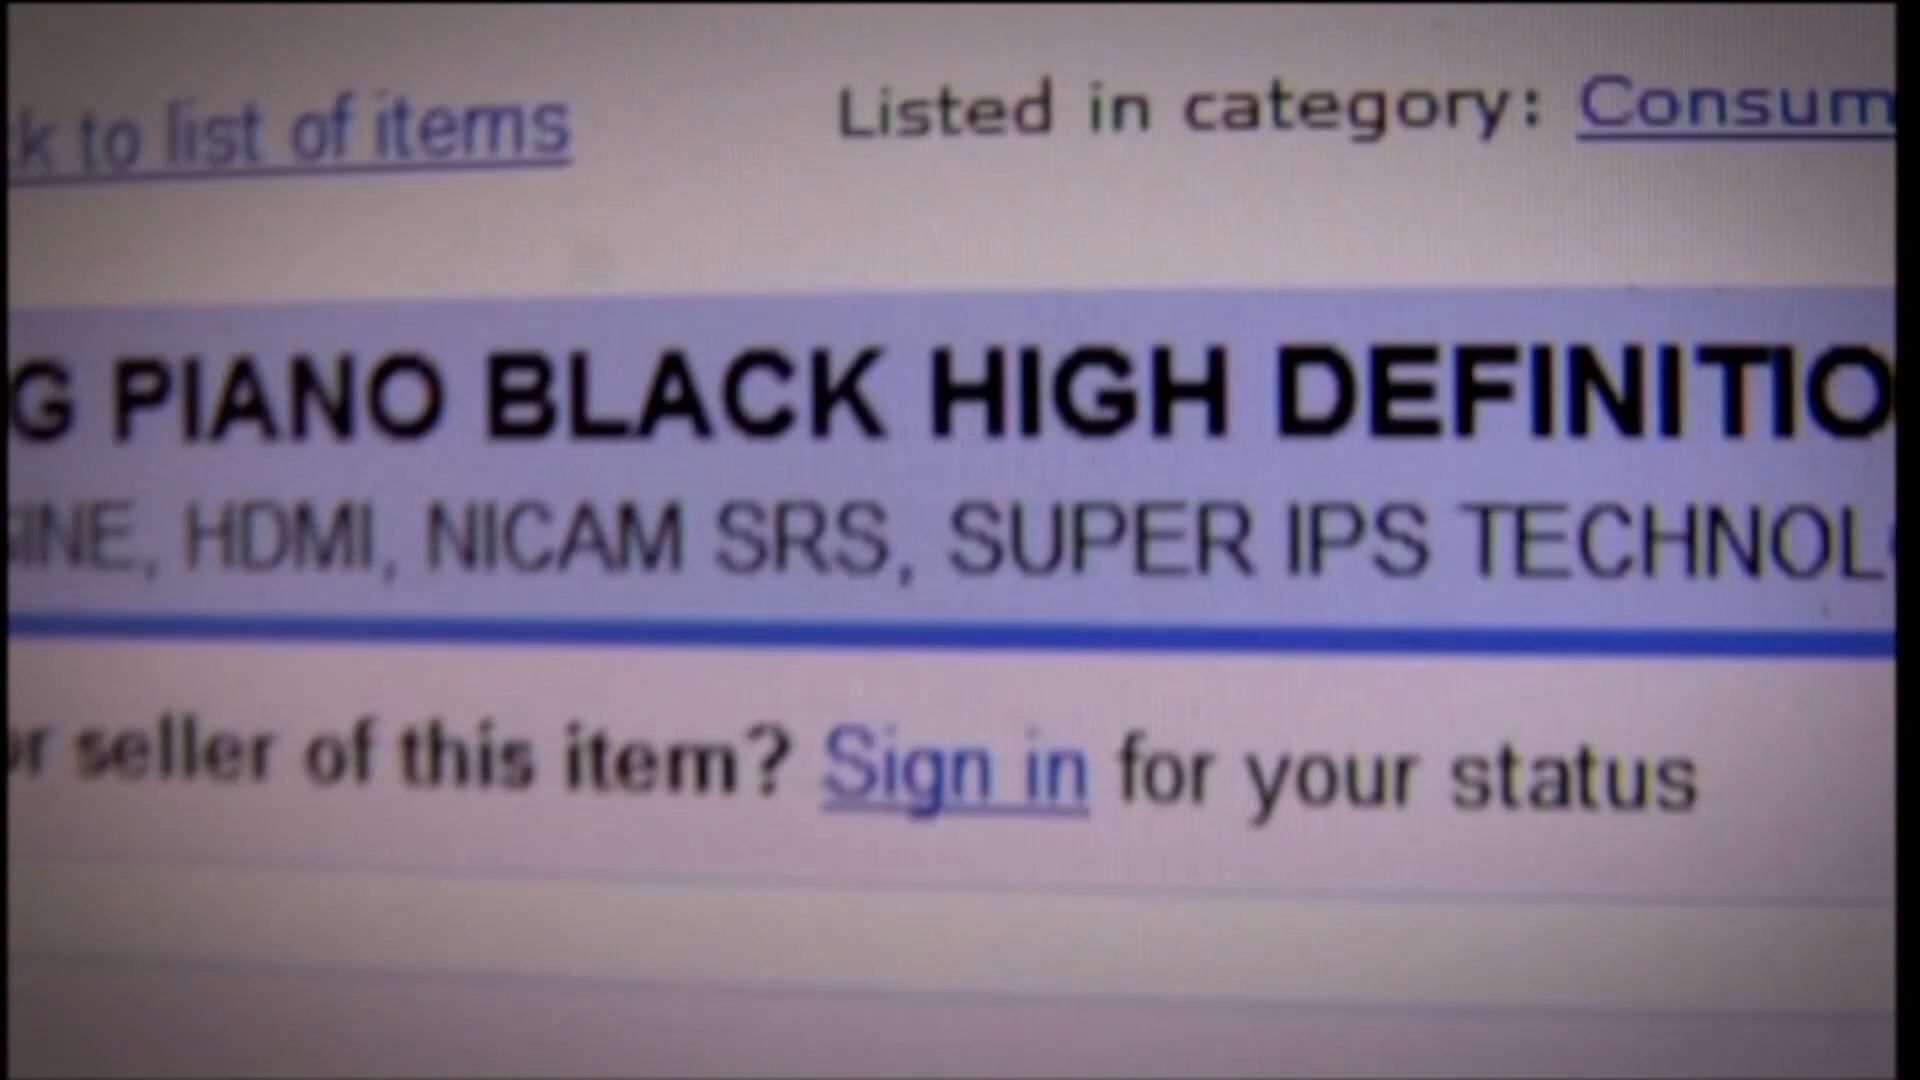 k to list of items Listed in category: Consum
G PIANO BLACK HIGH DEFINITIO
INE, HDMI, NICAM SRS, SUPER IPS TECHNOL
r seller of this item? Sign in for your status